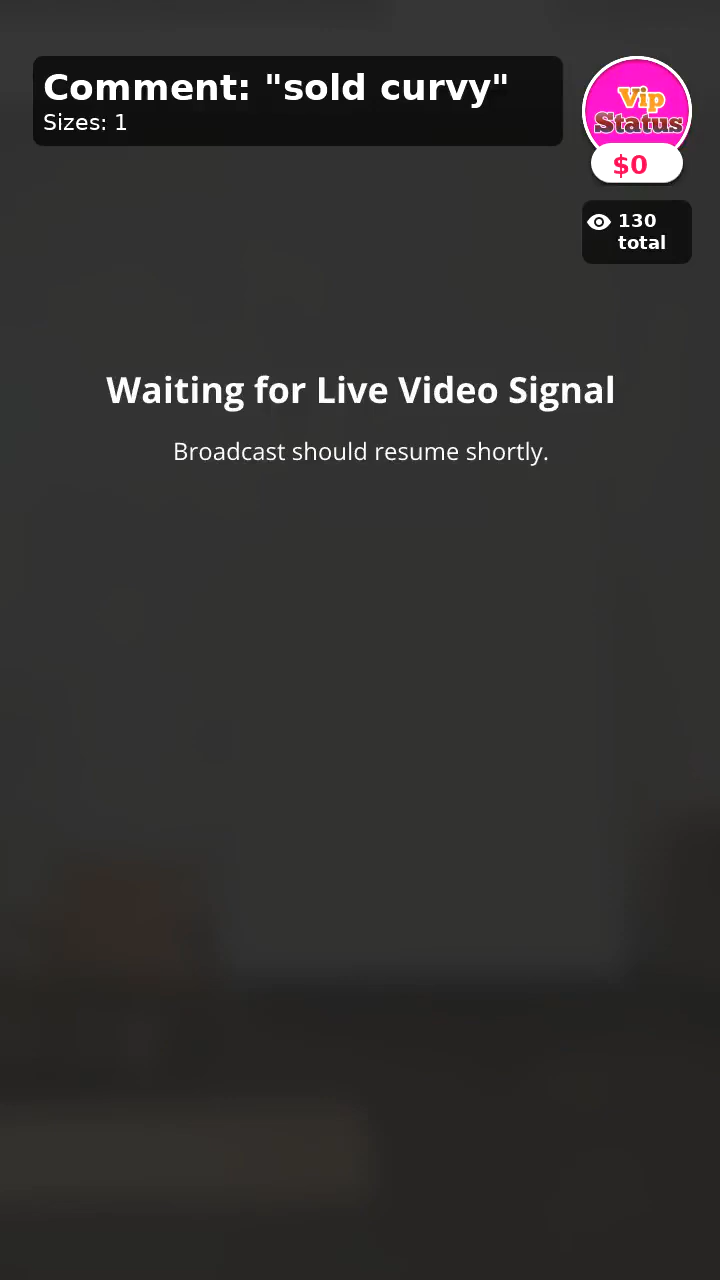 Comment: "sold curvy"
Sizes: 1
Vip
Status
$0
130
total
Waiting for Live Video Signal
Broadcast should resume shortly.